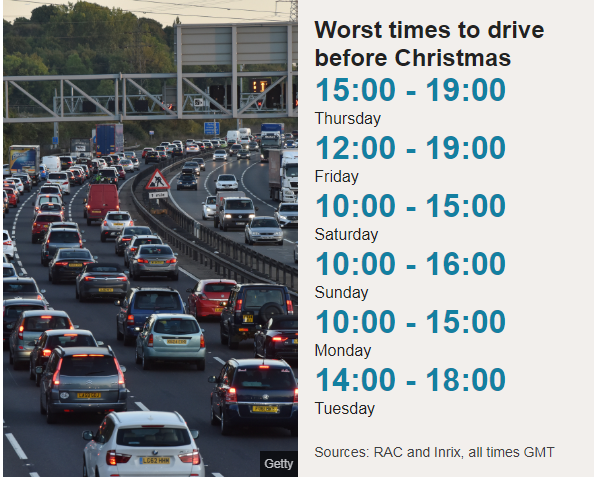 Worst times to drive
before Christmas
15:00 - 19:00
Thursday
12:00 - 19:00
Friday
10:00 - 15:00
Saturday
10:00 - 16:00
Sunday
10:00 - 15:00
Monday
14:00 - 18:00
Tuesday
Sources: RAC and Inrix, all times GMT
Getty